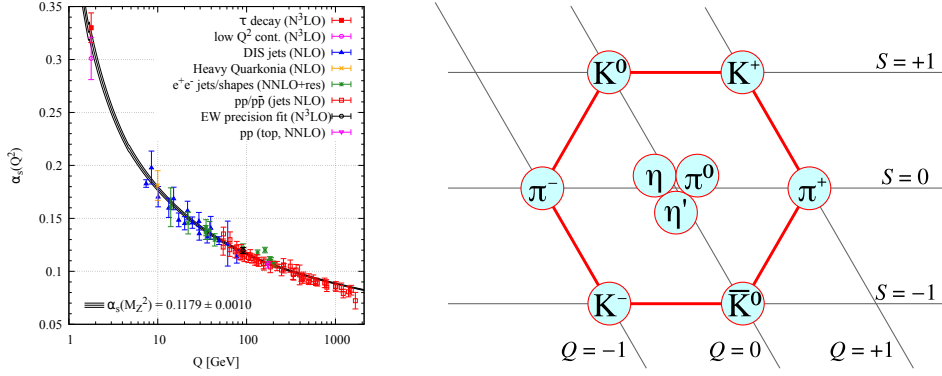 0.35
0.3
0.25
0.2
0.15
0.1
0.05
α_s(Q²)
τ decay (N³LO)
low Q² cont. (N³LO)
DIS jets (NLO)
Heavy Quarkonia (NLO)
e⁺e⁻ jets/shapes (NNLO+res)
pp/pp̅ (jets NLO)
EW precision fit (N³LO)
pp (top, NNLO)
α_s(M_Z²) = 0.1179 ± 0.0010
1 10 100 1000
Q [GeV]
K⁰ K⁺ S = +1
η π⁰
π⁻ π⁺ S = 0
η'
K⁻ K̅⁰ S = −1
Q = −1 Q = 0 Q = +1